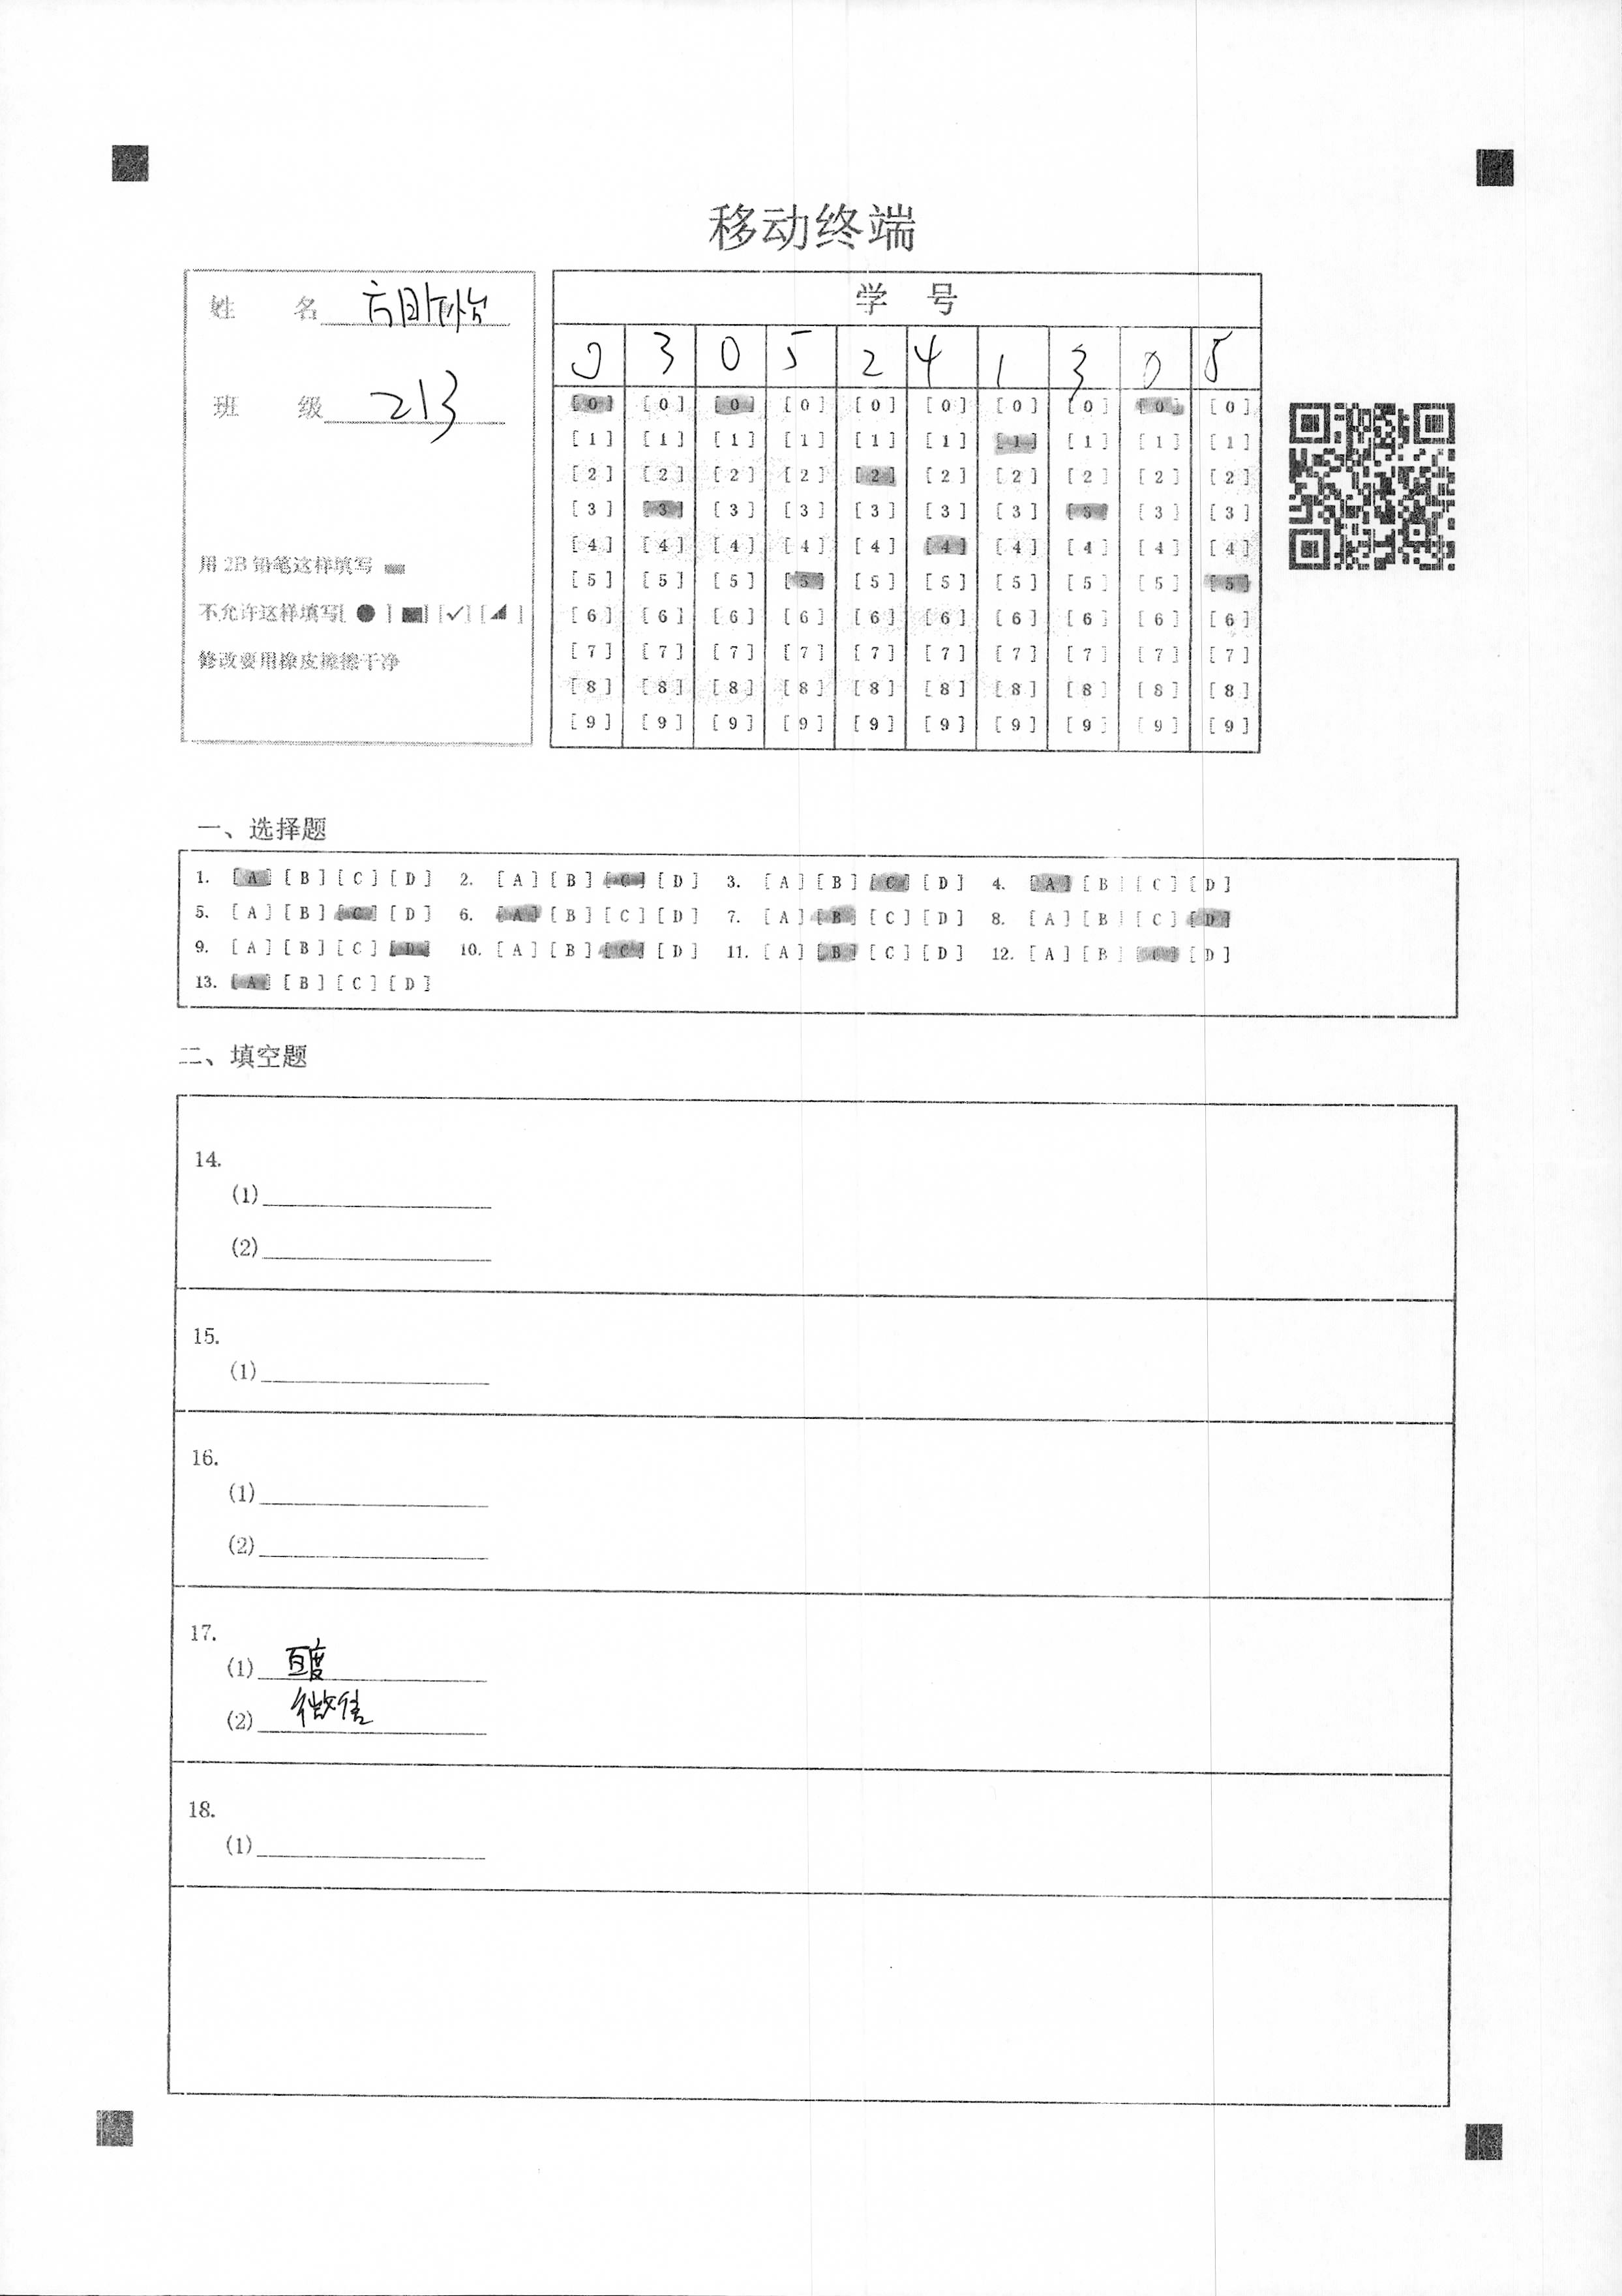 移动终端
姓 名
班 级 213
用 2B 铅笔这样填写
不允许这样填写[ ● ] [■] [✓] [◢ ]
修改要用橡皮擦擦干净
学 号
0 3 0 5 2 4 1 3 0 5
[0] [0] [0] [0] [0] [0] [0] [0] [0] [0]
[1] [1] [1] [1] [1] [1] [1] [1] [1] [1]
[2] [2] [2] [2] [2] [2] [2] [2] [2] [2]
[3] [3] [3] [3] [3] [3] [3] [3] [3] [3]
[4] [4] [4] [4] [4] [4] [4] [4] [4] [4]
[5] [5] [5] [5] [5] [5] [5] [5] [5] [5]
[6] [6] [6] [6] [6] [6] [6] [6] [6] [6]
[7] [7] [7] [7] [7] [7] [7] [7] [7] [7]
[8] [8] [8] [8] [8] [8] [8] [8] [8] [8]
[9] [9] [9] [9] [9] [9] [9] [9] [9] [9]
一、选择题
1. [A] [B] [C] [D] 2. [A] [B] [C] [D] 3. [A] [B] [C] [D] 4. [A] [B] [C] [D]
5. [A] [B] [C] [D] 6. [A] [B] [C] [D] 7. [A] [B] [C] [D] 8. [A] [B] [C] [D]
9. [A] [B] [C] [D] 10. [A] [B] [C] [D] 11. [A] [B] [C] [D] 12. [A] [B] [C] [D]
13. [A] [B] [C] [D]
二、填空题
14.
(1)
(2)
15.
(1)
16.
(1)
(2)
17.
(1) 百度
(2) 微信
18.
(1)